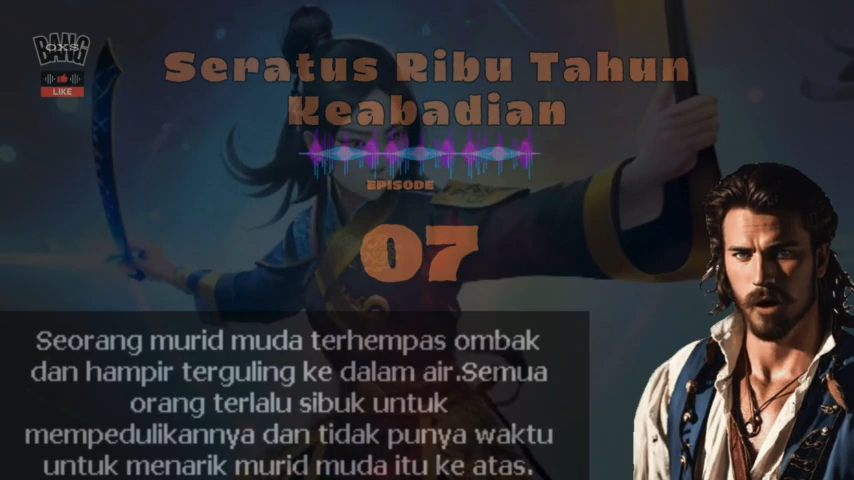 BANG
OXS
LIKE
Seratus Ribu Tahun
Keabadian
EPISODE
07
Seorang murid muda terhempas ombak
dan hampir terguling ke dalam air.Semua
orang terlalu sibuk untuk
mempedulikannya dan tidak punya waktu
untuk menarik murid muda itu ke atas.